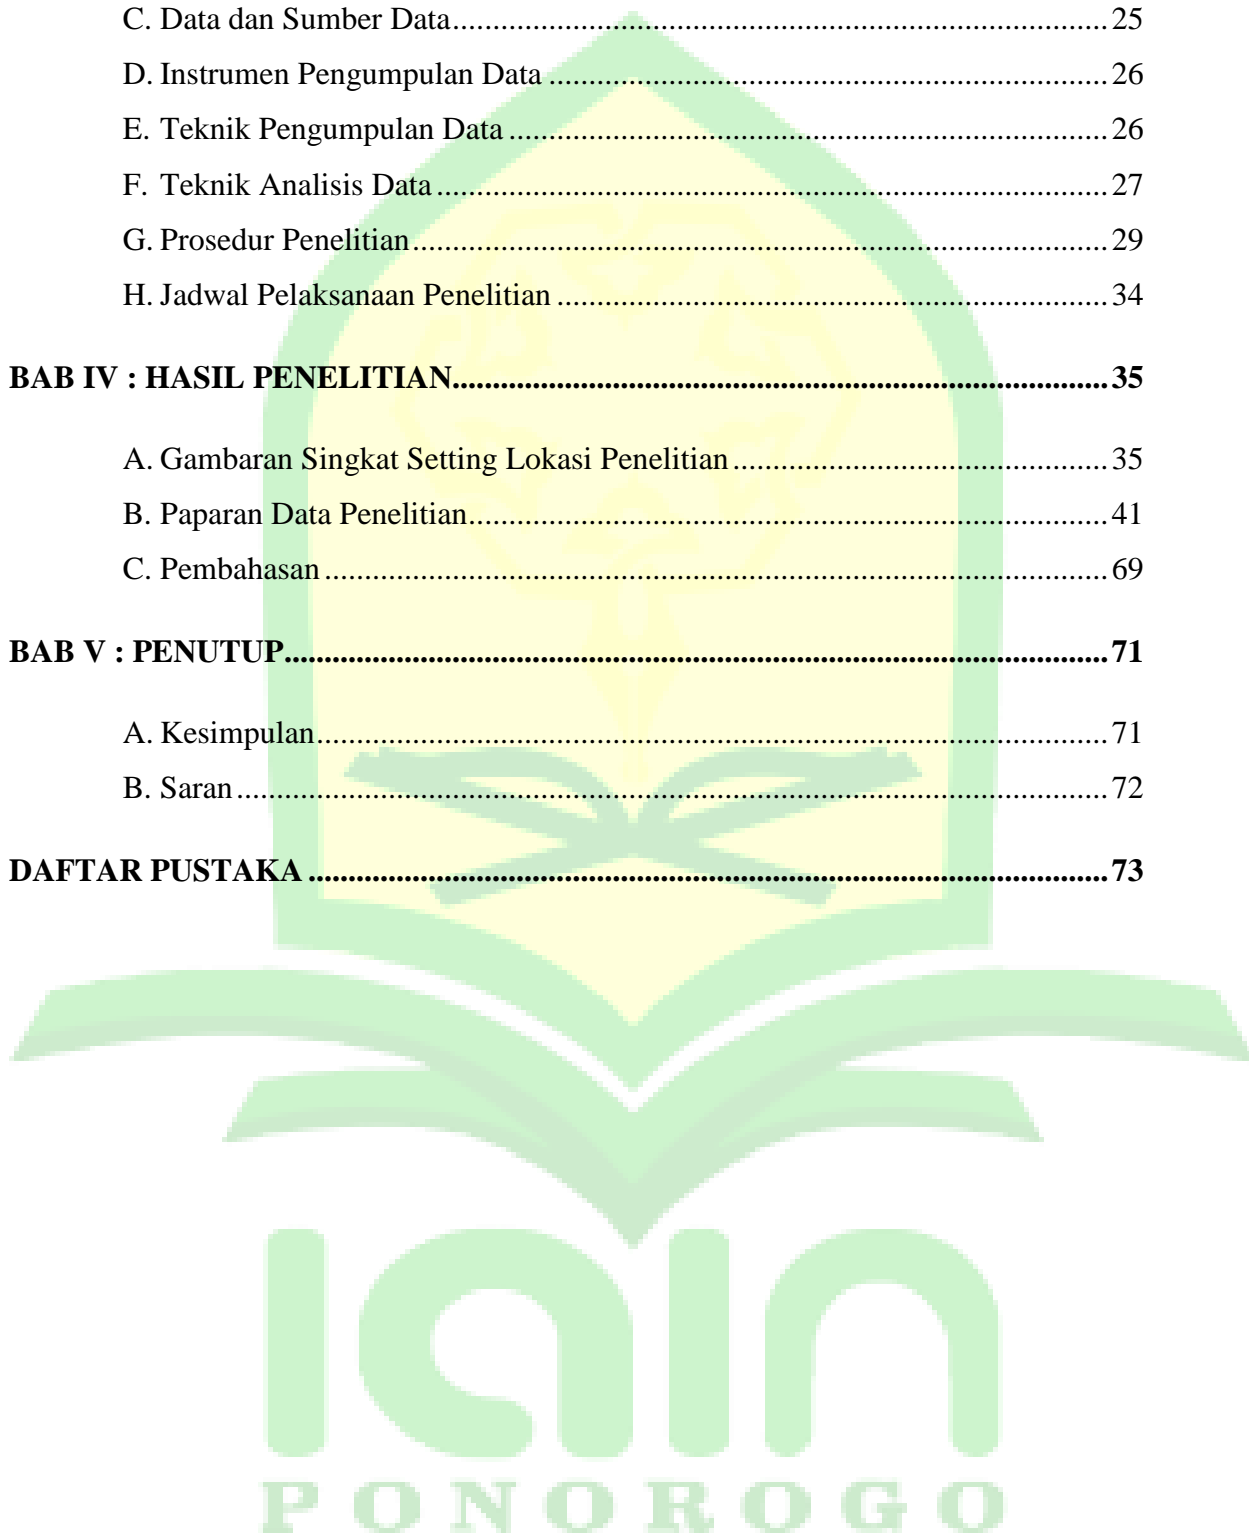 C. Data dan Sumber Data.......................................................................................25
D. Instrumen Pengumpulan Data.........................................................................26
E. Teknik Pengumpulan Data..............................................................................26
F. Teknik Analisis Data.......................................................................................27
G. Prosedur Penelitian.........................................................................................29
H. Jadwal Pelaksanaan Penelitian........................................................................34
BAB IV : HASIL PENELITIAN.................................................................................35
A. Gambaran Singkat Setting Lokasi Penelitian..................................................35
B. Paparan Data Penelitian..................................................................................41
C. Pembahasan....................................................................................................69
BAB V : PENUTUP......................................................................................................71
A. Kesimpulan.....................................................................................................71
B. Saran...............................................................................................................72
DAFTAR PUSTAKA...................................................................................................73
iain
PONOROGO